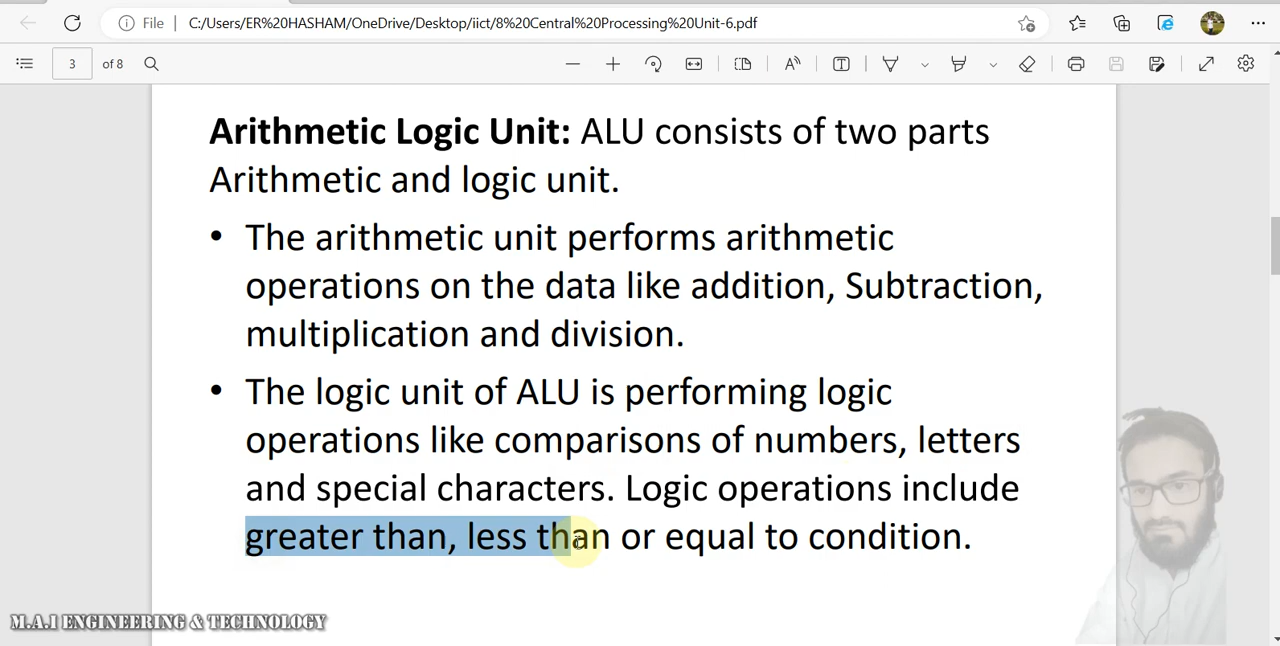 File
C:/Users/ER%20HASHAM/OneDrive/Desktop/iict/8%20Central%20Processing%20Unit-6.pdf
3 of 8
Arithmetic Logic Unit: ALU consists of two parts
Arithmetic and logic unit.
• The arithmetic unit performs arithmetic
operations on the data like addition, Subtraction,
multiplication and division.
• The logic unit of ALU is performing logic
operations like comparisons of numbers, letters
and special characters. Logic operations include
greater than, less than or equal to condition.
M.A.I ENGINEERING & TECHNOLOGY